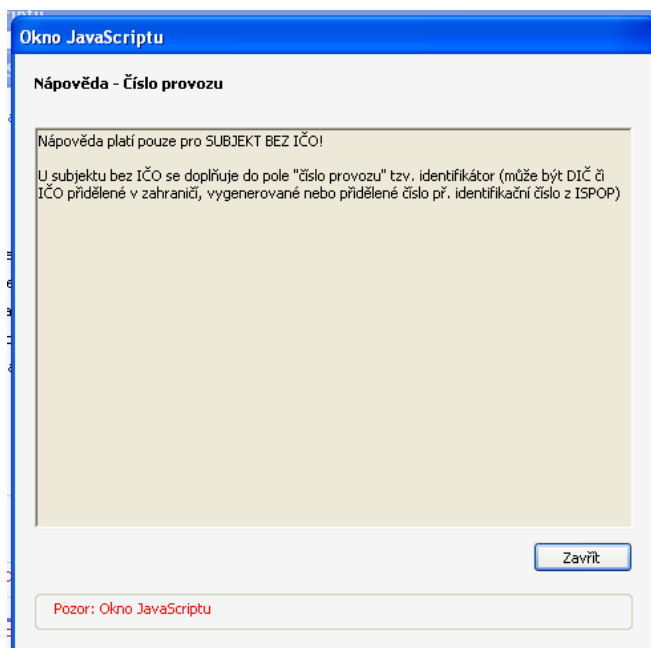 Okno JavaScriptu
Nápověda - Číslo provozu
Nápověda platí pouze pro SUBJEKT BEZ IČO!
U subjektu bez IČO se doplňuje do pole "číslo provozu" tzv. identifikátor (může být DIČ či
IČO přidělené v zahraničí, vygenerované nebo přidělené číslo př. identifikační číslo z ISPOP)
Zavřít
Pozor: Okno JavaScriptu